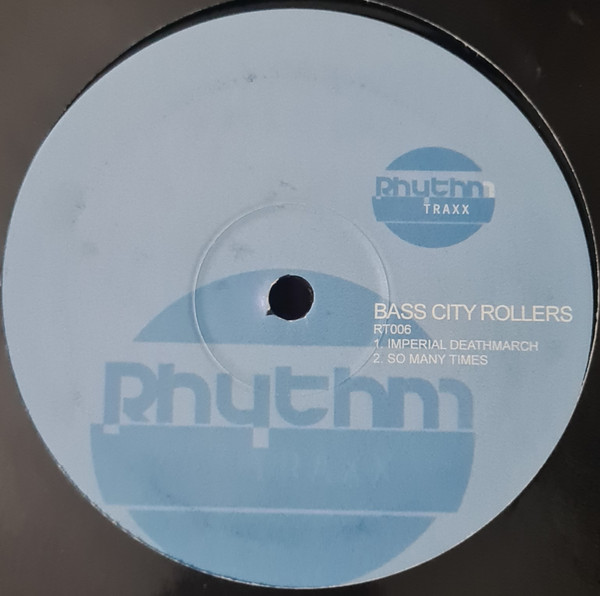 Rhythm
TRAXX
BASS CITY ROLLERS
RT006
1. IMPERIAL DEATHMARCH
2. SO MANY TIMES
Rhythm
TRAXX